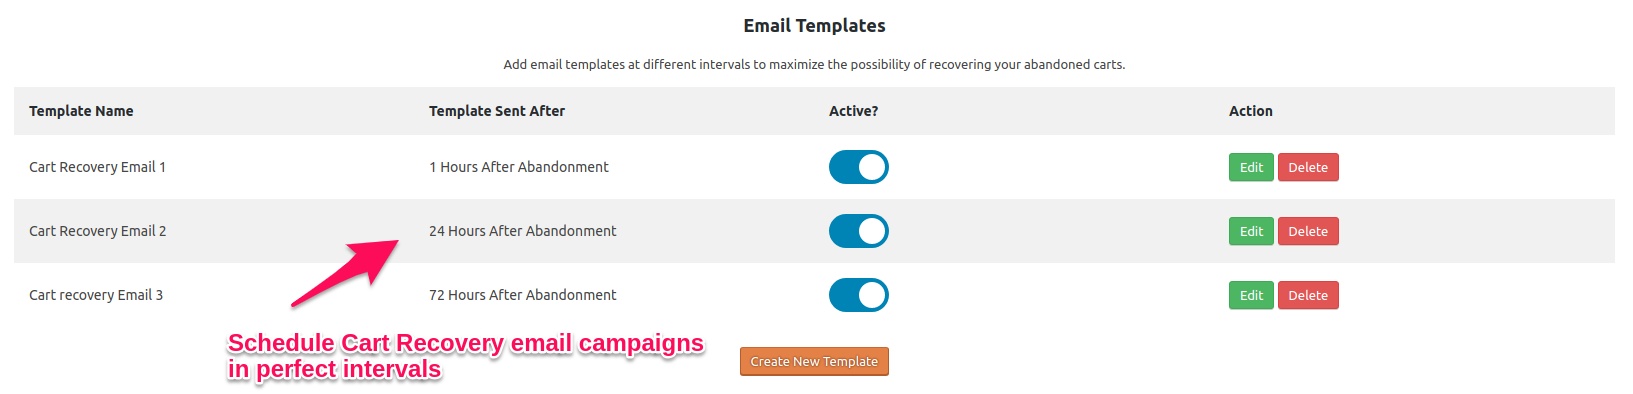 Email Templates
Add email templates at different intervals to maximize the possibility of recovering your abandoned carts.
Template Name Template Sent After Active? Action
Cart Recovery Email 1 1 Hours After Abandonment Edit Delete
Cart Recovery Email 2 24 Hours After Abandonment Edit Delete
Cart recovery Email 3 72 Hours After Abandonment Edit Delete
Schedule Cart Recovery email campaigns
in perfect intervals
Create New Template